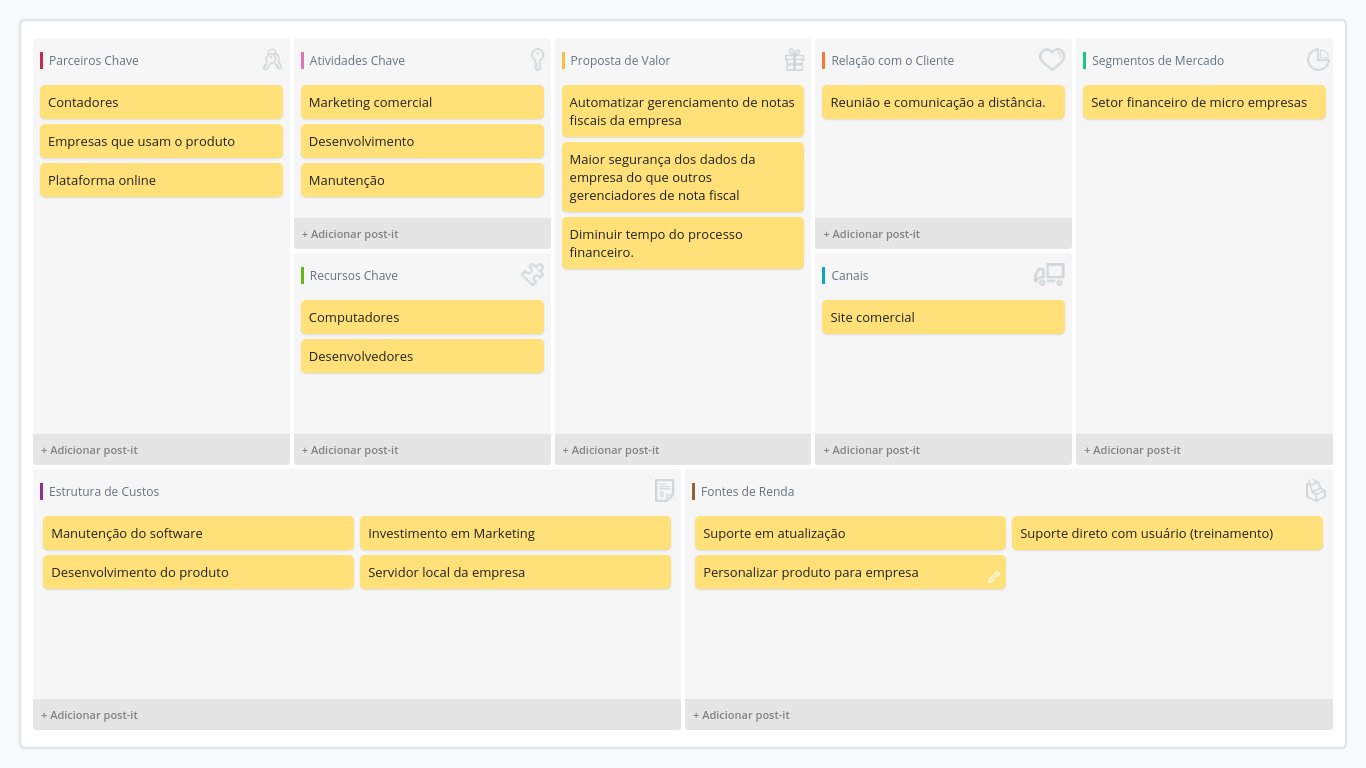 Parceiros Chave
Contadores
Empresas que usam o produto
Plataforma online
+ Adicionar post-it
Atividades Chave
Marketing comercial
Desenvolvimento
Manutenção
+ Adicionar post-it
Recursos Chave
Computadores
Desenvolvedores
+ Adicionar post-it
Proposta de Valor
Automatizar gerenciamento de notas
fiscais da empresa
Maior segurança dos dados da
empresa do que outros
gerenciadores de nota fiscal
Diminuir tempo do processo
financeiro.
+ Adicionar post-it
Relação com o Cliente
Reunião e comunicação a distância.
+ Adicionar post-it
Canais
Site comercial
+ Adicionar post-it
Segmentos de Mercado
Setor financeiro de micro empresas
+ Adicionar post-it
Estrutura de Custos
Manutenção do software
Investimento em Marketing
Desenvolvimento do produto
Servidor local da empresa
+ Adicionar post-it
Fontes de Renda
Suporte em atualização
Suporte direto com usuário (treinamento)
Personalizar produto para empresa
+ Adicionar post-it